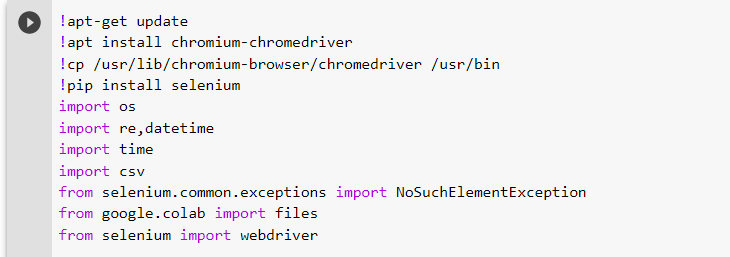 !apt-get update
!apt install chromium-chromedriver
!cp /usr/lib/chromium-browser/chromedriver /usr/bin
!pip install selenium
import os
import re,datetime
import time
import csv
from selenium.common.exceptions import NoSuchElementException
from google.colab import files
from selenium import webdriver